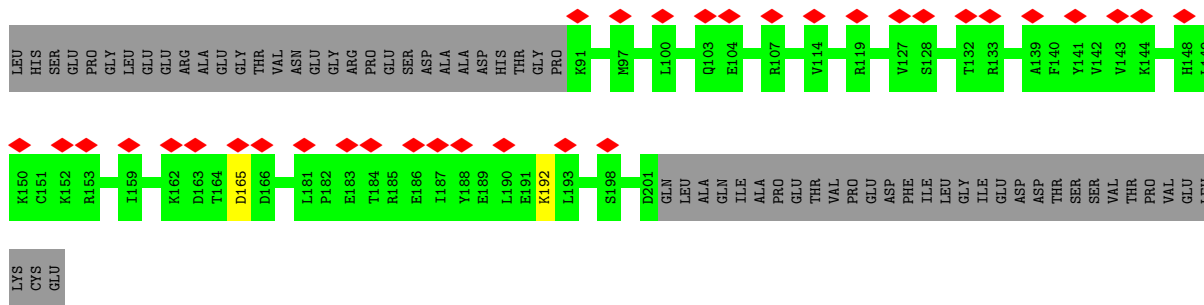 LEU HIS SER GLU PRO GLY LEU GLU GLU ARG ALA GLU GLY THR VAL ASN GLU GLY ARG PRO GLU SER ASP ALA ALA ASP HIS THR GLY PRO K91 M97 L100 Q103 E104 R107 V114 R119 V127 S128 T132 R133 A139 F140 Y141 V142 V143 K144 H148
K150 C151 K152 R153 I159 K162 D163 T164 D165 D166 L181 P182 E183 T184 R185 E186 I187 Y188 E189 L190 E191 K192 L193 S198 D201 GLN LEU ALA GLN ILE ALA PRO GLU THR VAL PRO GLU ASP PHE ILE LEU GLY ILE GLU ASP ASP THR SER SER VAL THR PRO VAL GLU
LYS CYS GLU